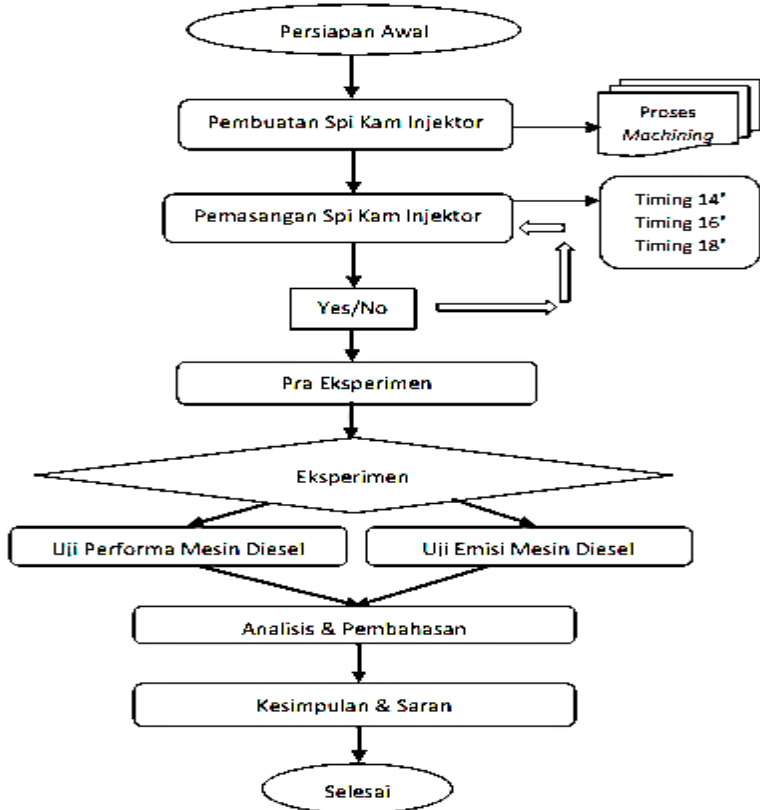 Persiapan Awal
Pembuatan Spi Kam Injektor
Proses
Machining
Pemasangan Spi Kam Injektor
Timing 14°
Timing 16°
Timing 18°
Yes/No
Pra Eksperimen
Eksperimen
Uji Performa Mesin Diesel
Uji Emisi Mesin Diesel
Analisis & Pembahasan
Kesimpulan & Saran
Selesai